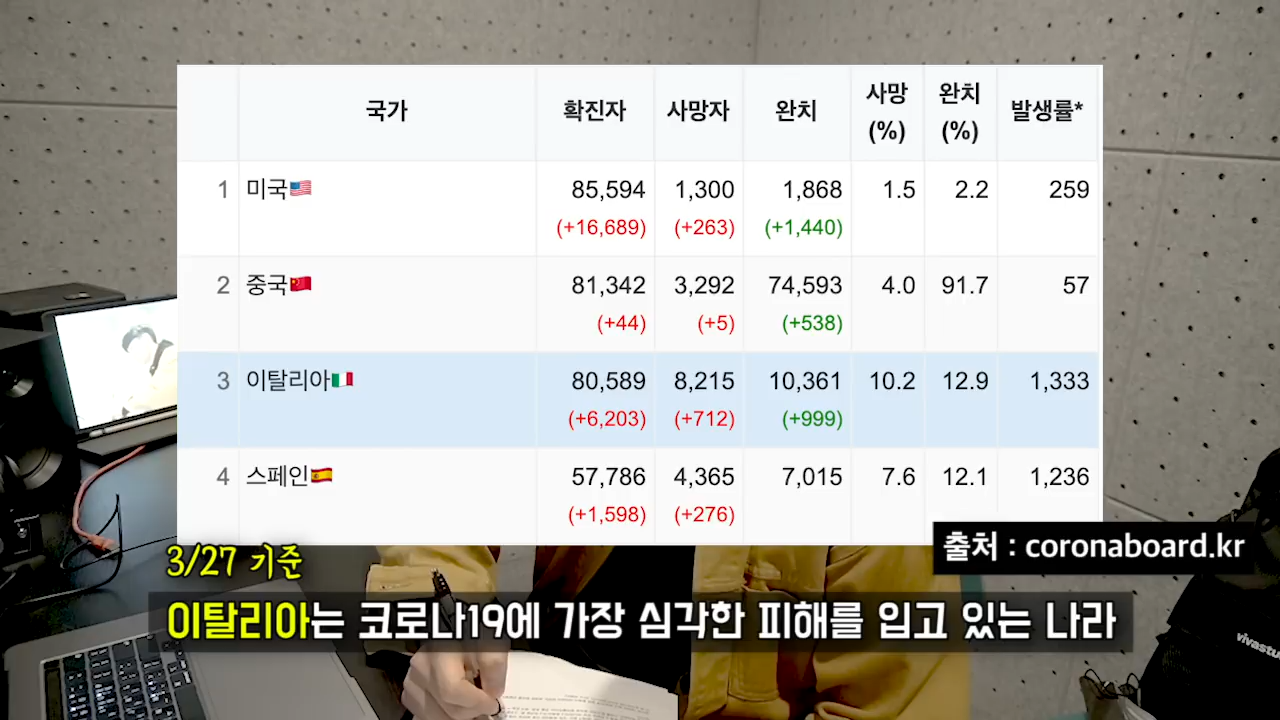 국가 확진자 사망자 완치 사망 (%) 완치 (%) 발생률*
1 미국🇺🇸 85,594 1,300 1,868 1.5 2.2 259
(+16,689) (+263) (+1,440)
2 중국🇨🇳 81,342 3,292 74,593 4.0 91.7 57
(+44) (+5) (+538)
3 이탈리아🇮🇹 80,589 8,215 10,361 10.2 12.9 1,333
(+6,203) (+712) (+999)
4 스페인🇪🇸 57,786 4,365 7,015 7.6 12.1 1,236
(+1,598) (+276)
출처 : coronaboard.kr
3/27 기준
이탈리아는 코로나19에 가장 심각한 피해를 입고 있는 나라